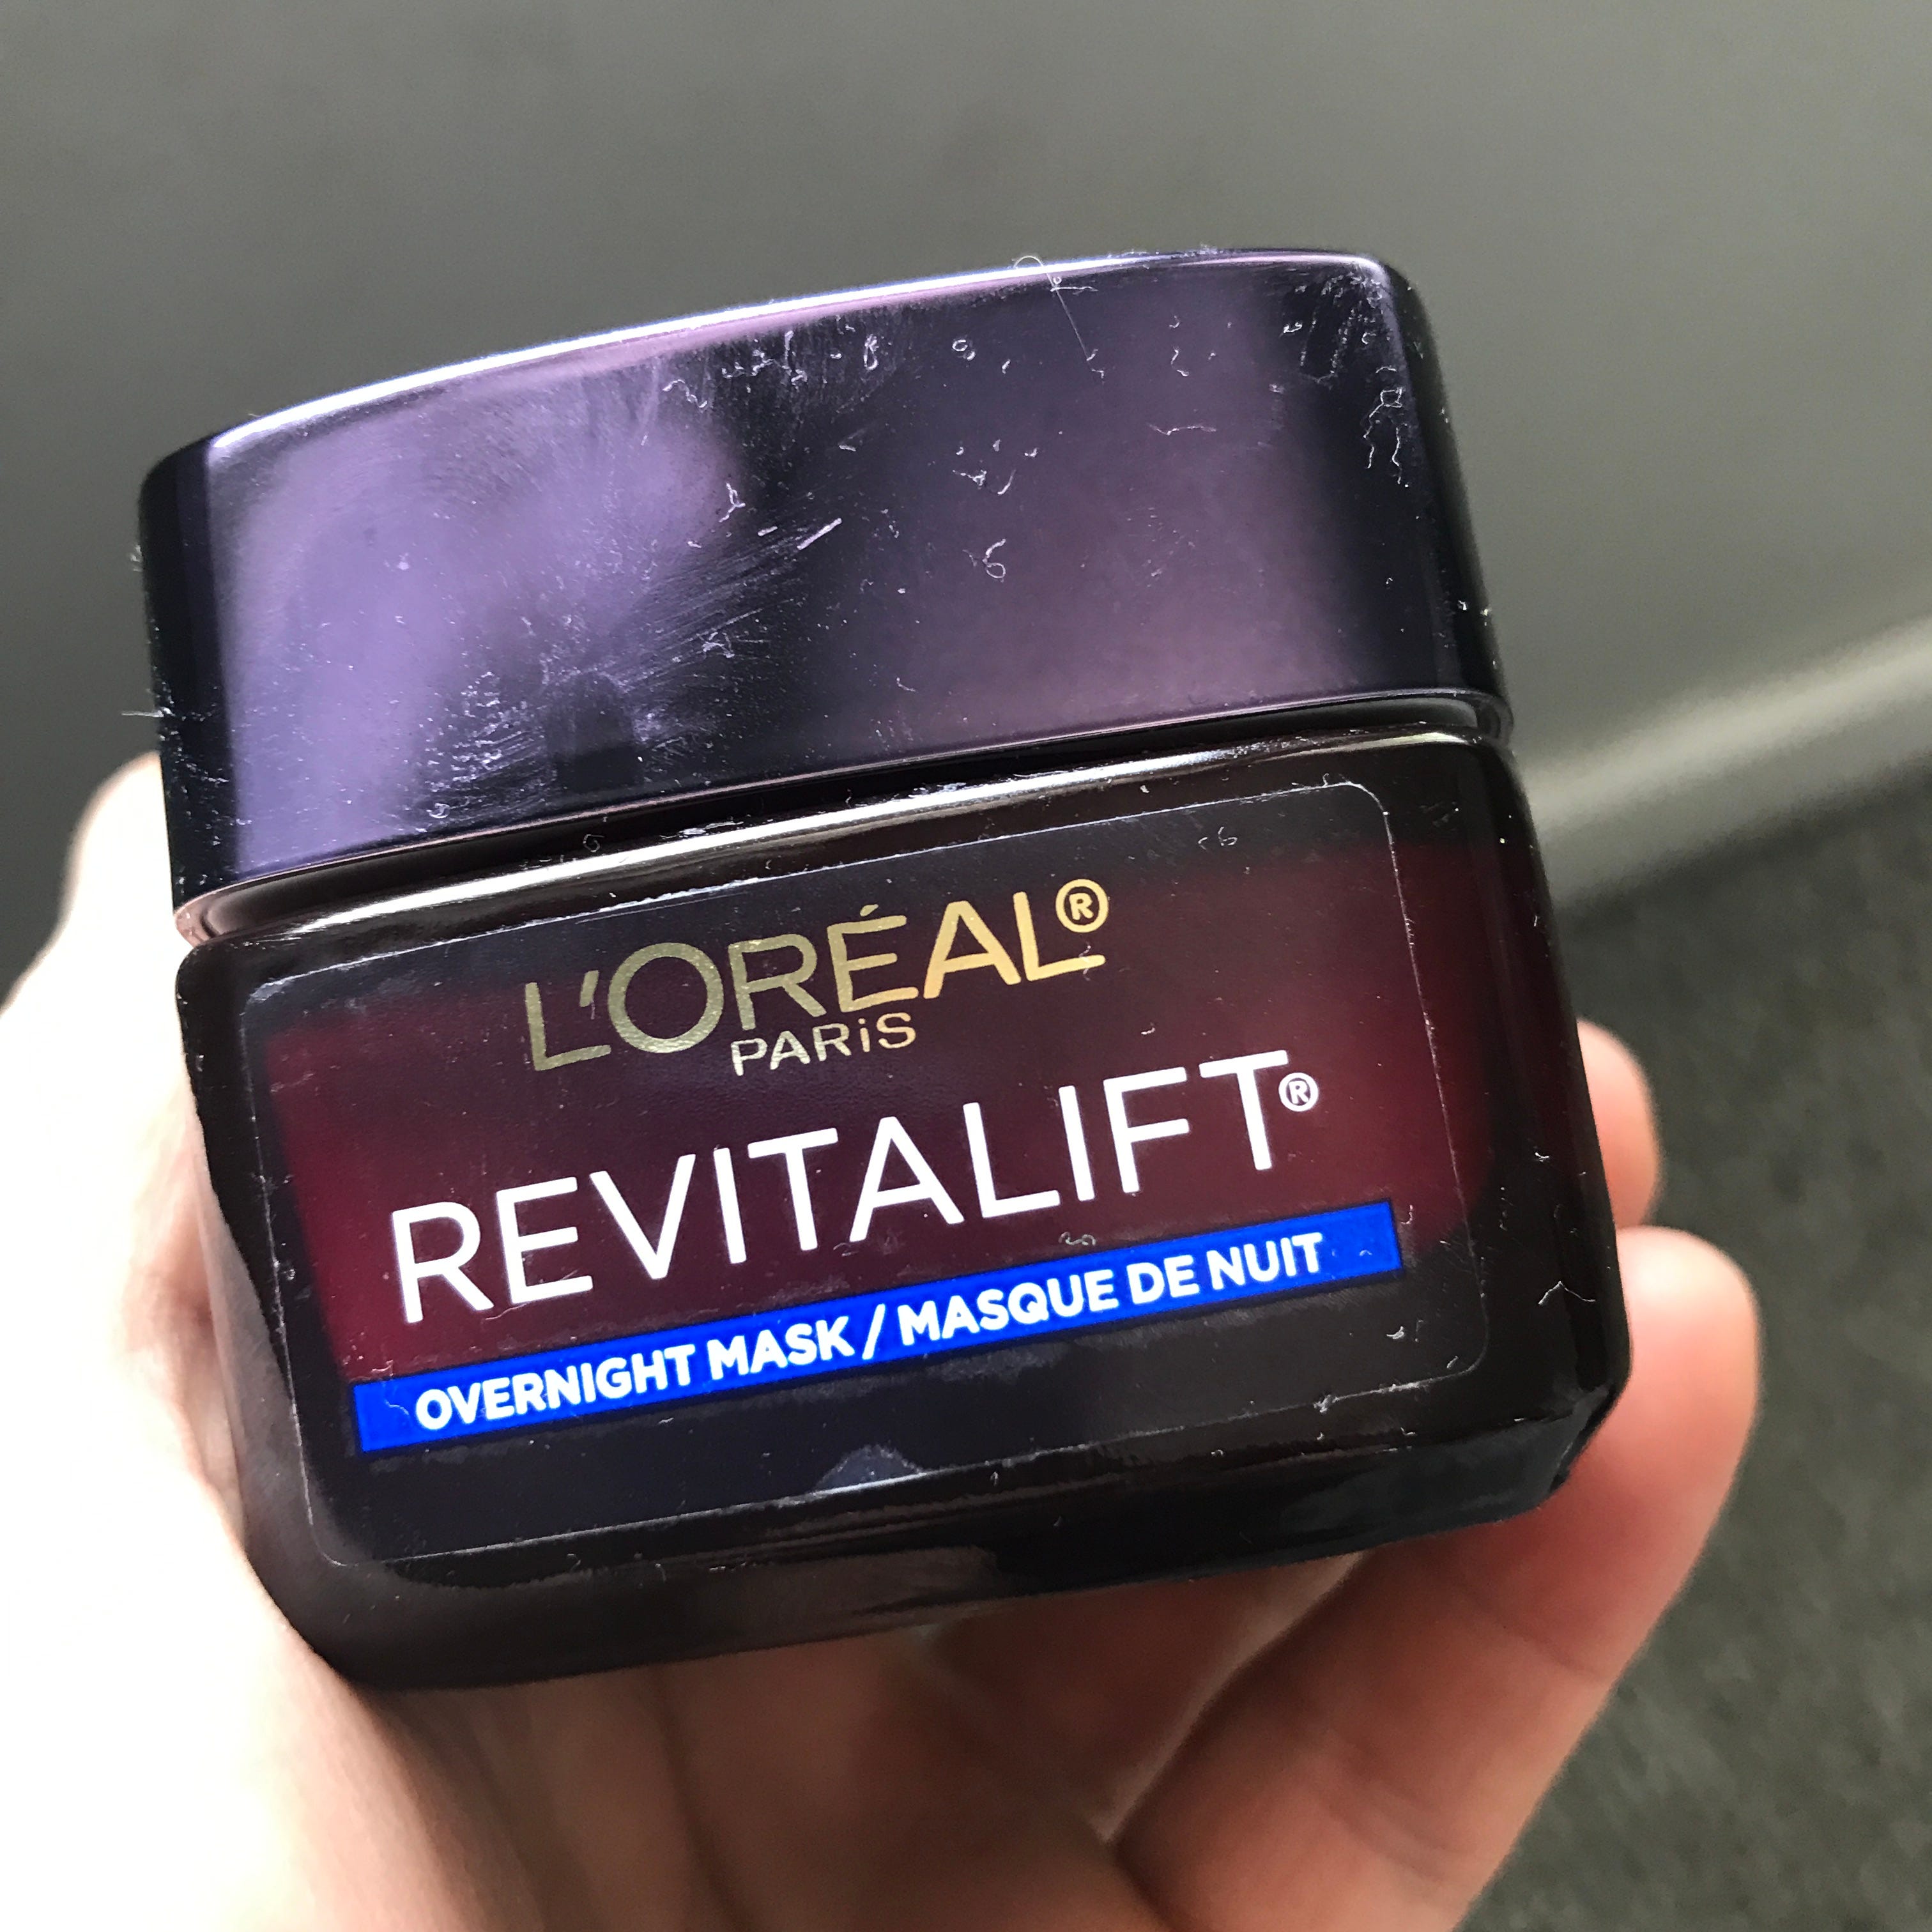 L'ORÉAL®
PARiS
REVITALIFT®
OVERNIGHT MASK / MASQUE DE NUIT